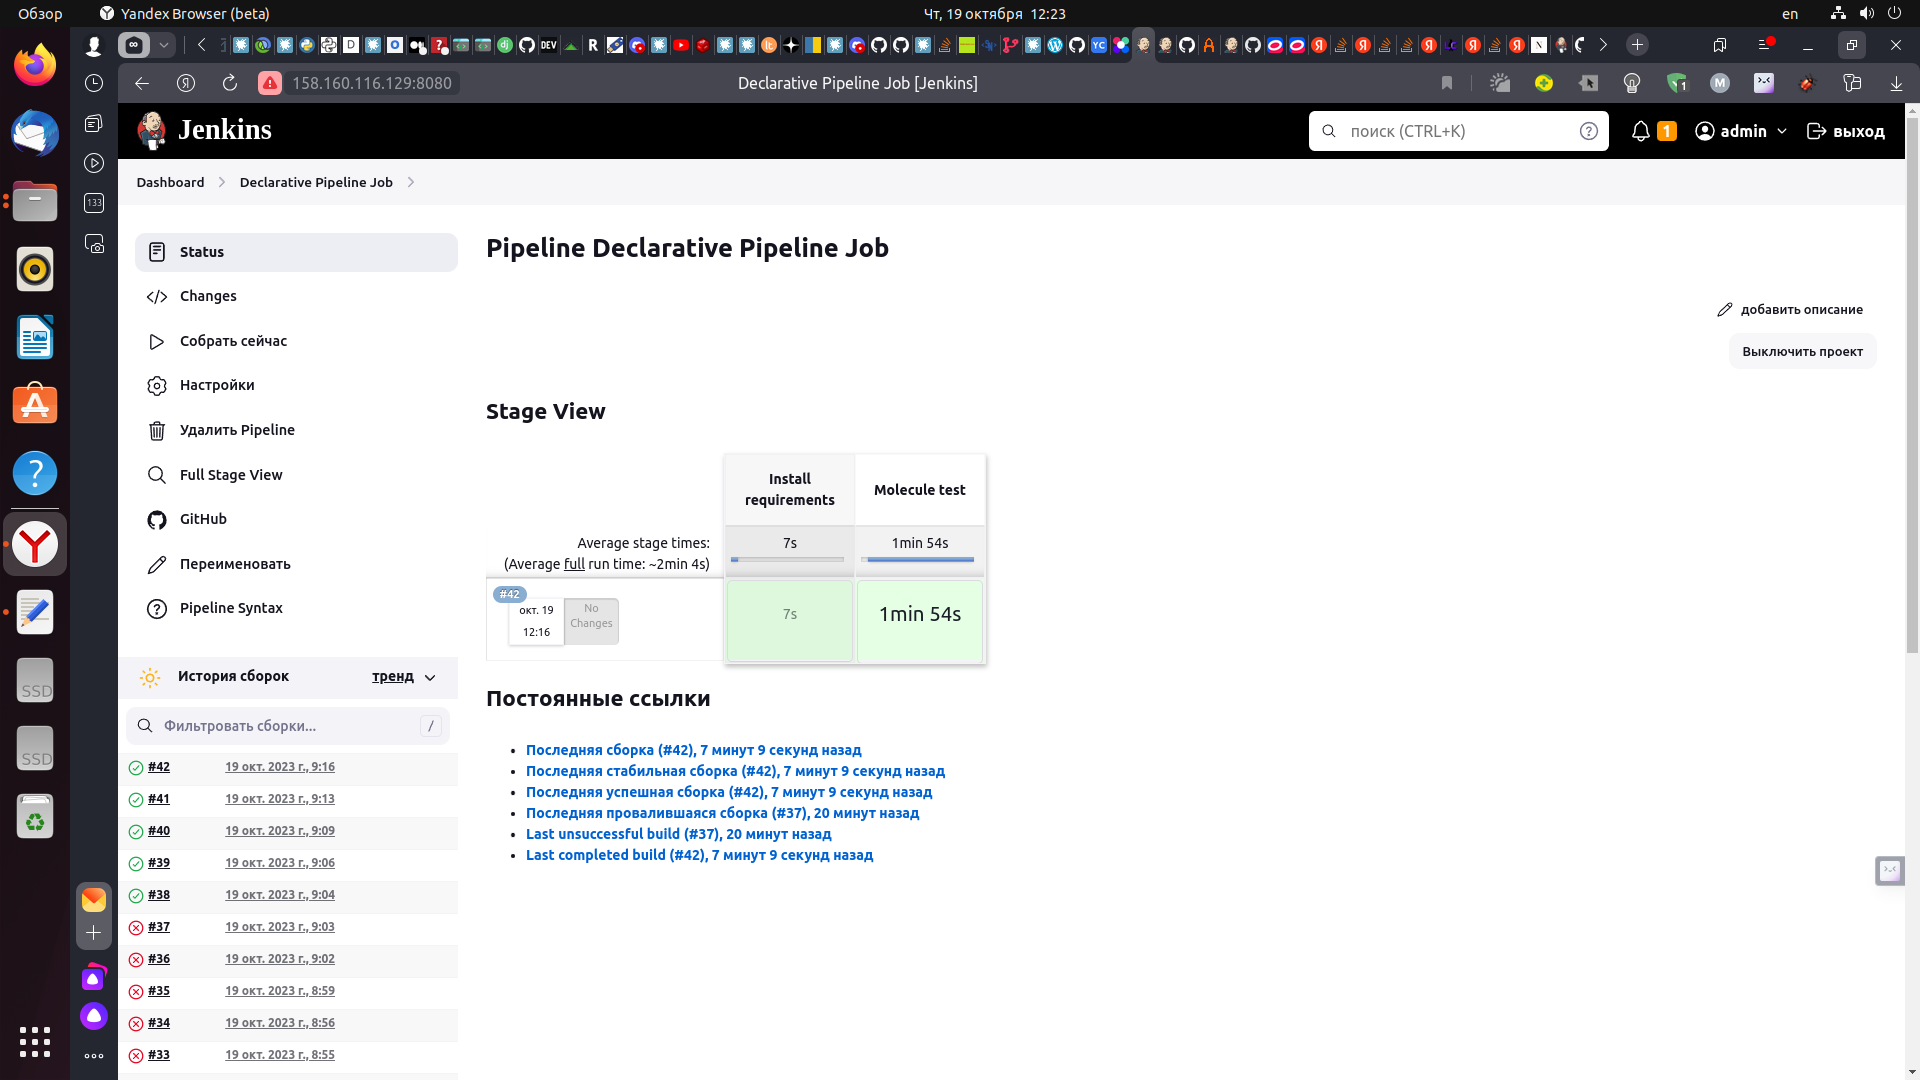 Обзор
Yandex Browser (beta)
Чт, 19 октября 12:23
en
158.160.116.129:8080
Declarative Pipeline Job [Jenkins]
133
Jenkins
поиск (CTRL+K)
1
admin
выход
Dashboard
Declarative Pipeline Job
Status
Changes
Собрать сейчас
Настройки
Удалить Pipeline
Full Stage View
GitHub
Переименовать
Pipeline Syntax
История сборок
тренд
Фильтровать сборки...
/
#42 19 окт. 2023 г., 9:16
#41 19 окт. 2023 г., 9:13
#40 19 окт. 2023 г., 9:09
#39 19 окт. 2023 г., 9:06
#38 19 окт. 2023 г., 9:04
#37 19 окт. 2023 г., 9:03
#36 19 окт. 2023 г., 9:02
#35 19 окт. 2023 г., 8:59
#34 19 окт. 2023 г., 8:56
#33 19 окт. 2023 г., 8:55
Pipeline Declarative Pipeline Job
добавить описание
Выключить проект
Stage View
Install
requirements
Molecule test
Average stage times:
(Average full run time: ~2min 4s)
7s
1min 54s
#42
окт. 19
12:16
No
Changes
7s
1min 54s
Постоянные ссылки
Последняя сборка (#42), 7 минут 9 секунд назад
Последняя стабильная сборка (#42), 7 минут 9 секунд назад
Последняя успешная сборка (#42), 7 минут 9 секунд назад
Последняя провалившаяся сборка (#37), 20 минут назад
Last unsuccessful build (#37), 20 минут назад
Last completed build (#42), 7 минут 9 секунд назад
SSD
SSD